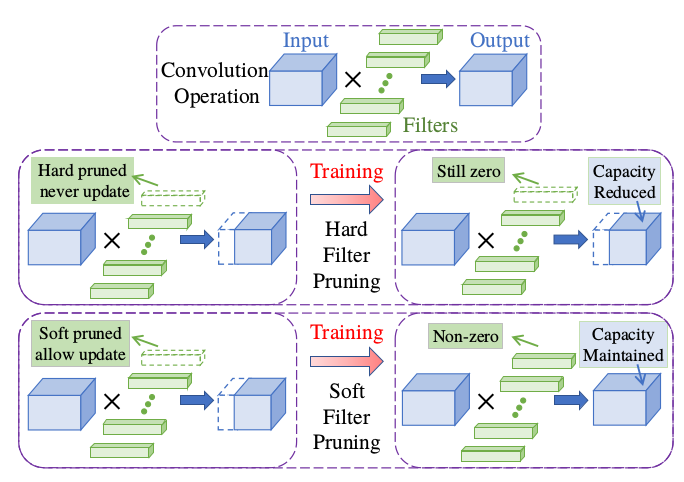 Input
Output
Convolution
Operation
Filters
Hard pruned
never update
Training
Hard
Filter
Pruning
Still zero
Capacity
Reduced
Soft pruned
allow update
Training
Soft
Filter
Pruning
Non-zero
Capacity
Maintained